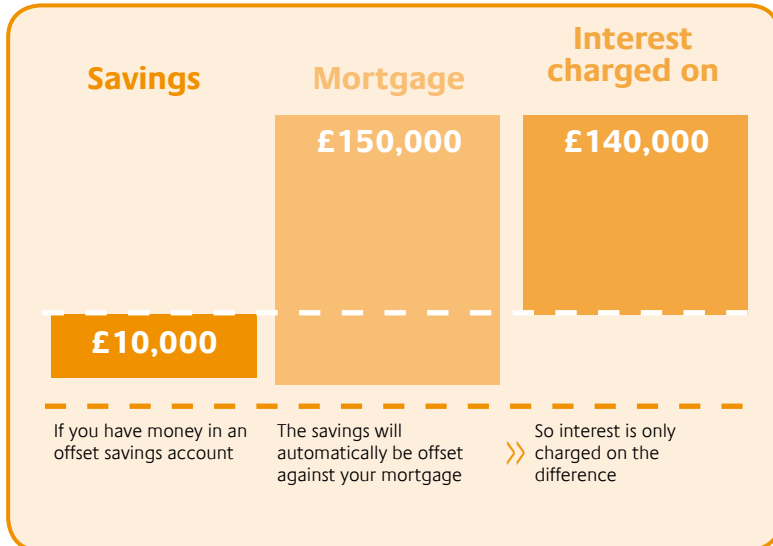 Savings
Mortgage
Interest
charged on
£10,000
£150,000
£140,000
If you have money in an
offset savings account
The savings will
automatically be offset
against your mortgage
So interest is only
charged on the
difference